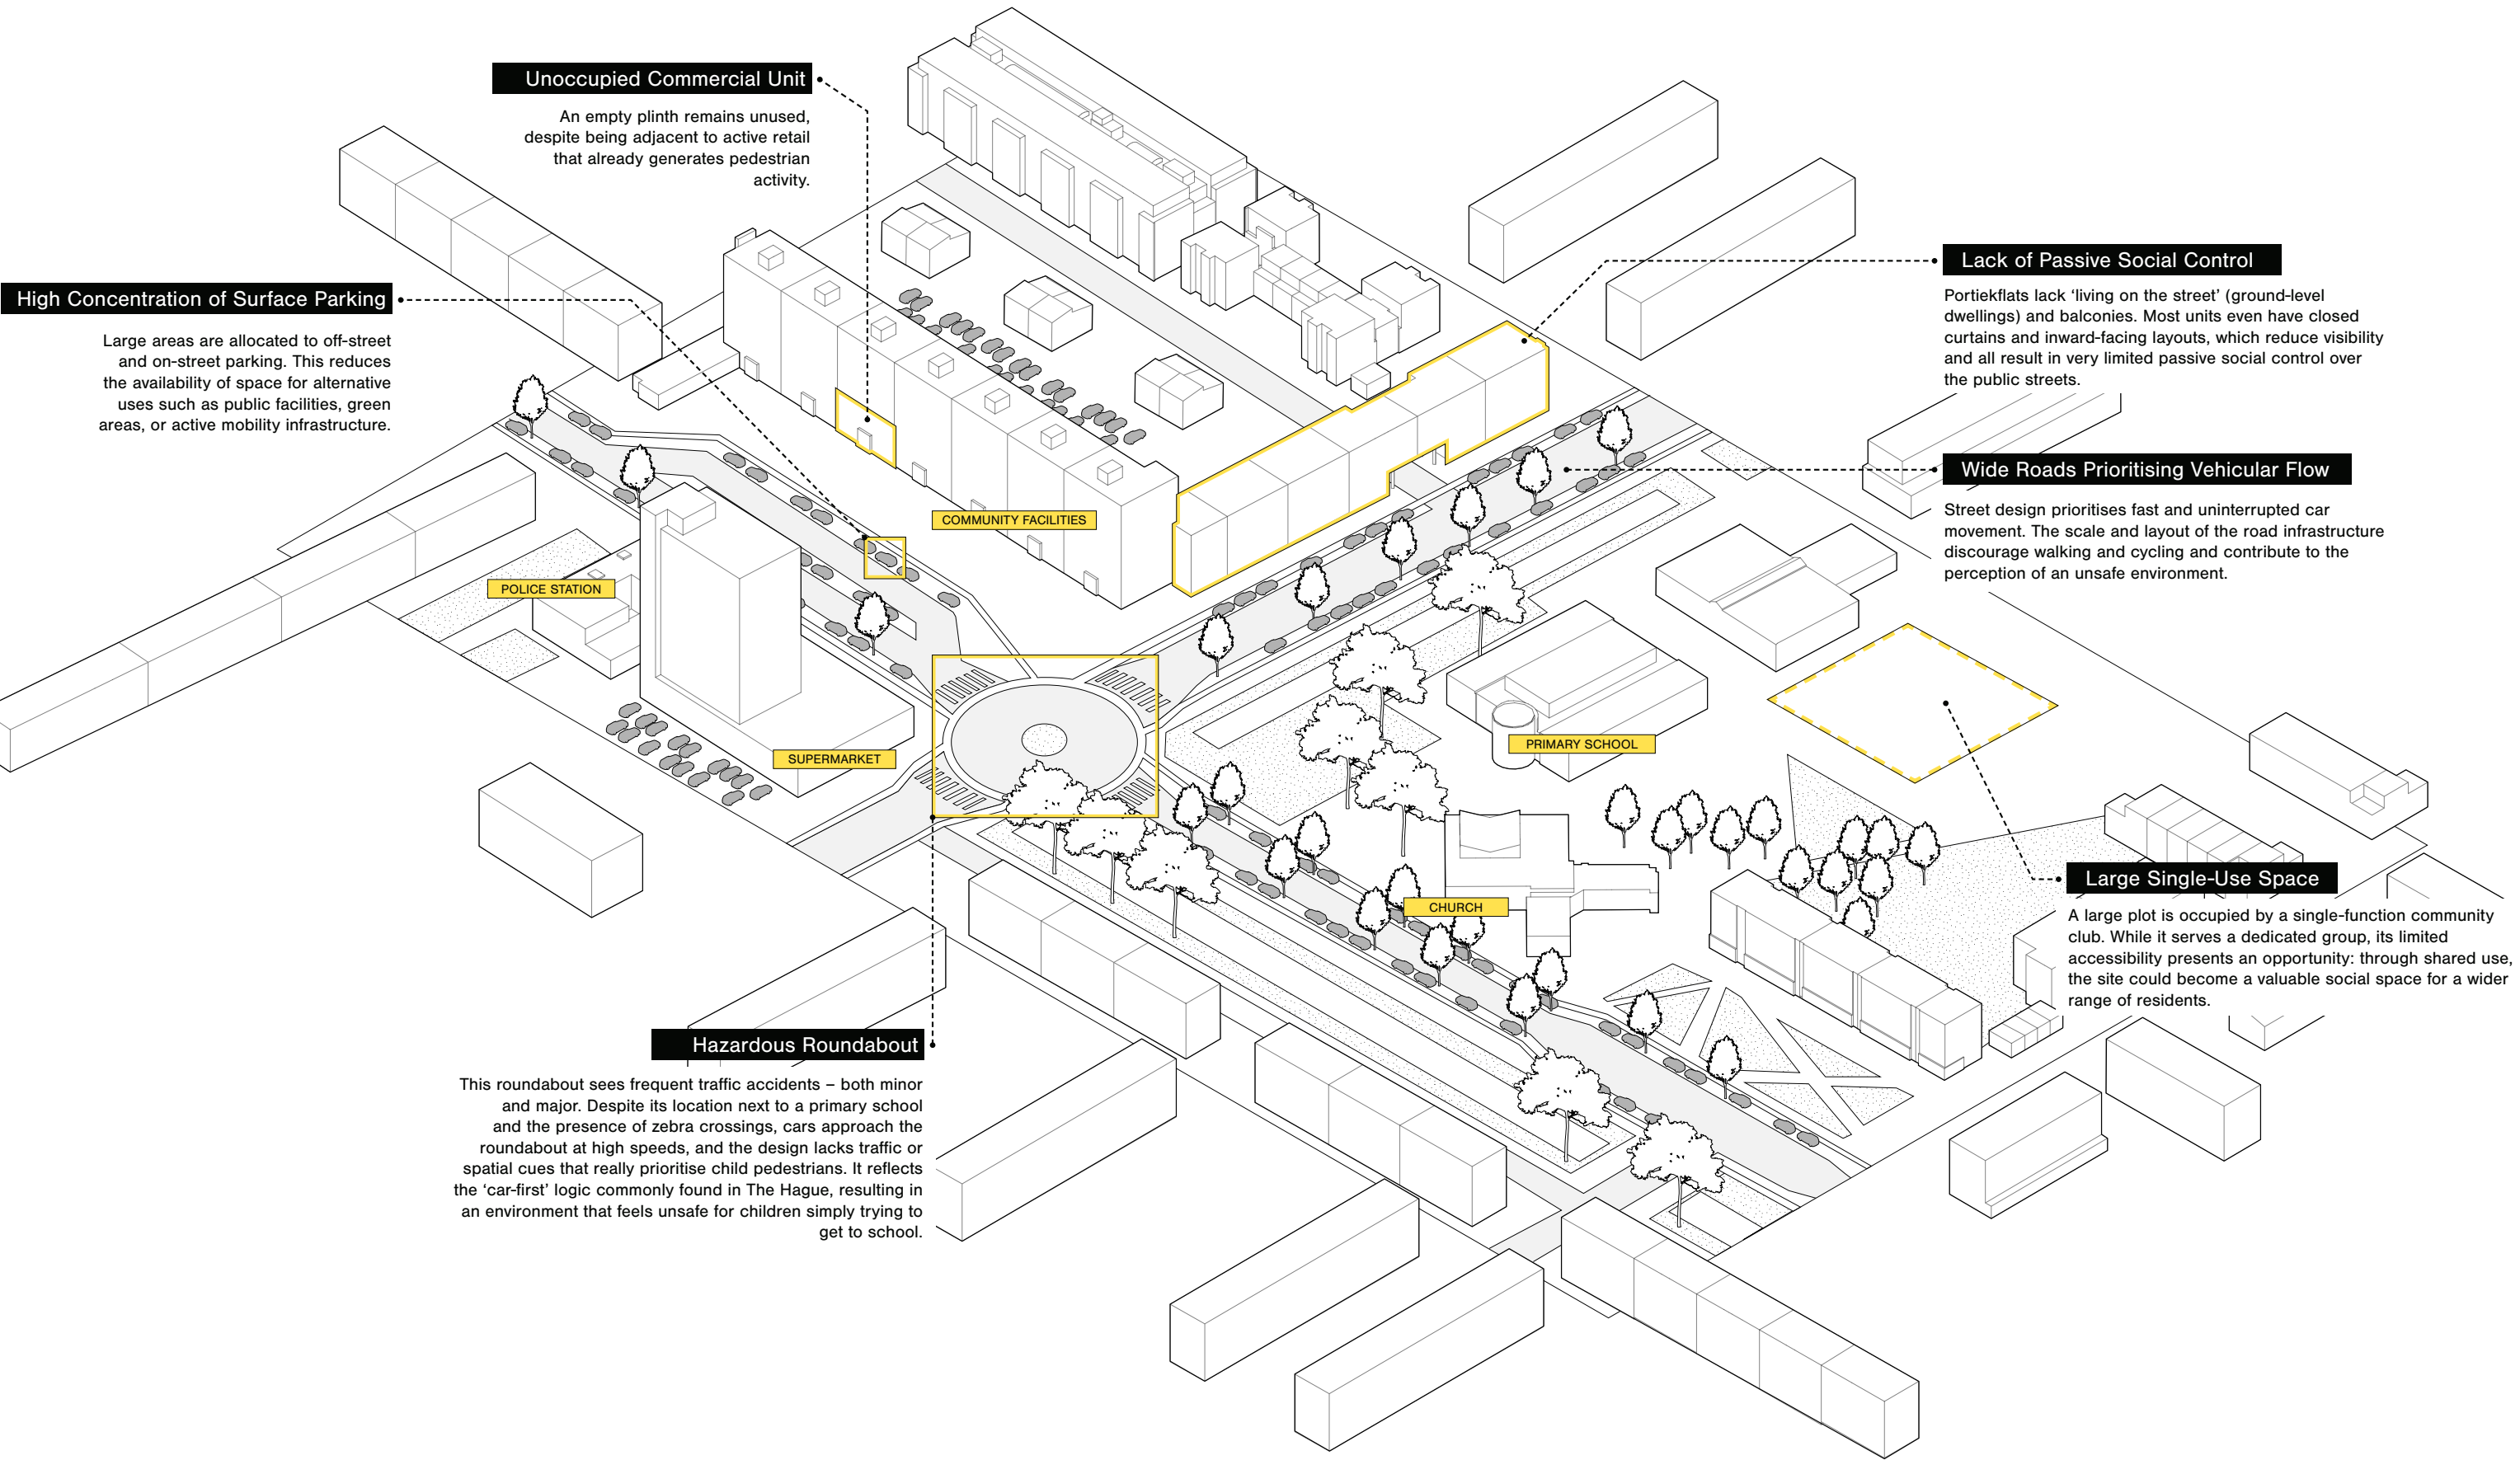 Unoccupied Commercial Unit
An empty plinth remains unused,
despite being adjacent to active retail
that already generates pedestrian
activity.
High Concentration of Surface Parking
Large areas are allocated to off-street
and on-street parking. This reduces
the availability of space for alternative
uses such as public facilities, green
areas, or active mobility infrastructure.
Lack of Passive Social Control
Portiekflats lack ‘living on the street’ (ground-level
dwellings) and balconies. Most units even have closed
curtains and inward-facing layouts, which reduce visibility
and all result in very limited passive social control over
the public streets.
Wide Roads Prioritising Vehicular Flow
Street design prioritises fast and uninterrupted car
movement. The scale and layout of the road infrastructure
discourage walking and cycling and contribute to the
perception of an unsafe environment.
COMMUNITY FACILITIES
POLICE STATION
SUPERMARKET
PRIMARY SCHOOL
CHURCH
Large Single-Use Space
A large plot is occupied by a single-function community
club. While it serves a dedicated group, its limited
accessibility presents an opportunity: through shared use,
the site could become a valuable social space for a wider
range of residents.
Hazardous Roundabout
This roundabout sees frequent traffic accidents – both minor
and major. Despite its location next to a primary school
and the presence of zebra crossings, cars approach the
roundabout at high speeds, and the design lacks traffic or
spatial cues that really prioritise child pedestrians. It reflects
the ‘car-first’ logic commonly found in The Hague, resulting in
an environment that feels unsafe for children simply trying to
get to school.